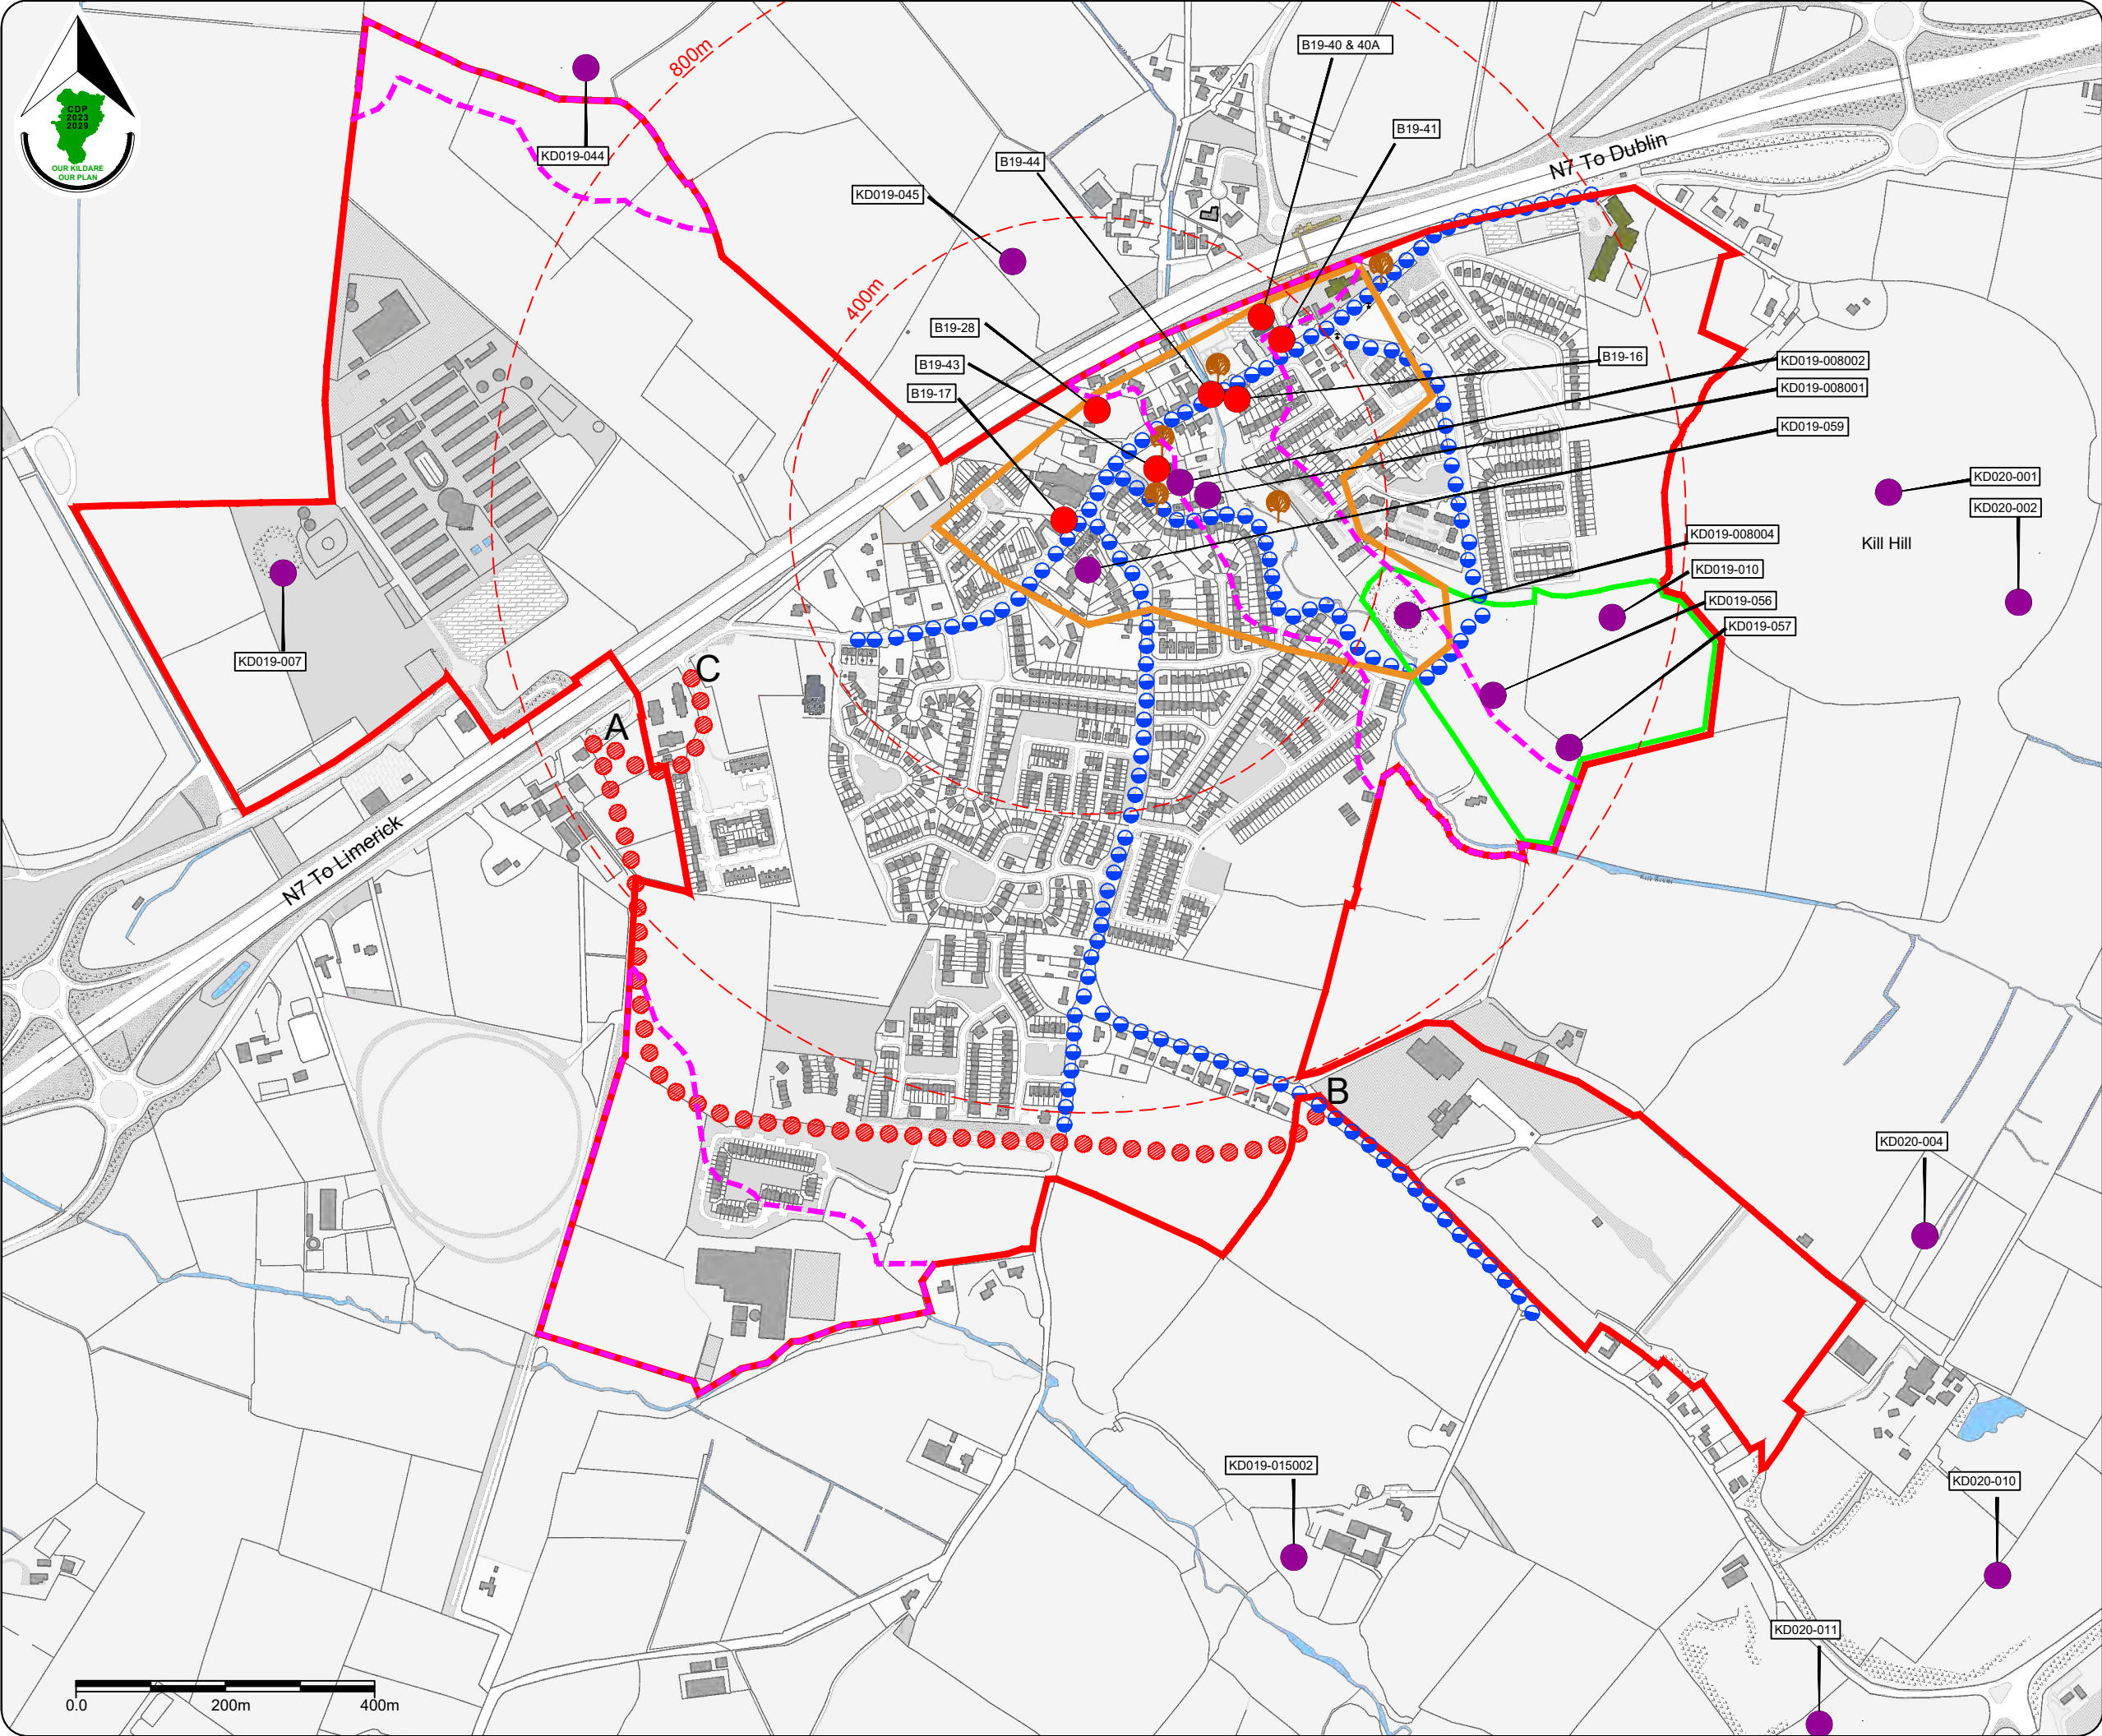 B19-40 & 40A
800m
CDP
2023
2029
OUR KILDARE
OUR PLAN
B19-41
N7 To Dublin
KD019-044
B19-44
KD019-045
400m
B19-28
B19-43
B19-16
KD019-008002
B19-17
KD019-008001
KD019-059
KD020-001
KD020-002
KD019-008004
Kill Hill
KD019-010
KD019-056
KD019-057
KD019-007
C
A
N7 To Limerick
B
KD020-004
KD019-015002
KD020-010
KD020-011
0.0
200m
400m